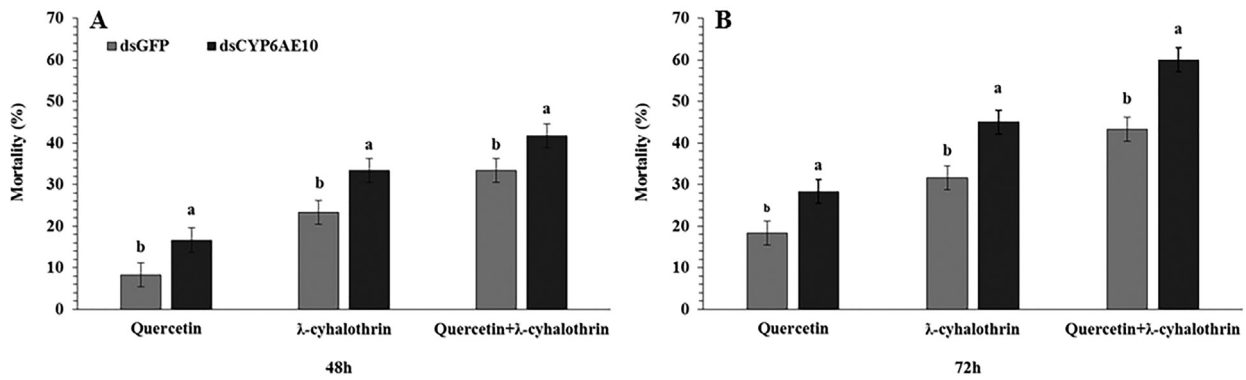 A
dsGFP
dsCYP6AE10
Mortality (%)
70
60
50
40
30
20
10
0
b
a
b
a
b
a
Quercetin
λ-cyhalothrin
Quercetin+λ-cyhalothrin
48h
B
Mortality (%)
70
60
50
40
30
20
10
0
b
a
b
a
b
a
Quercetin
λ-cyhalothrin
Quercetin+λ-cyhalothrin
72h